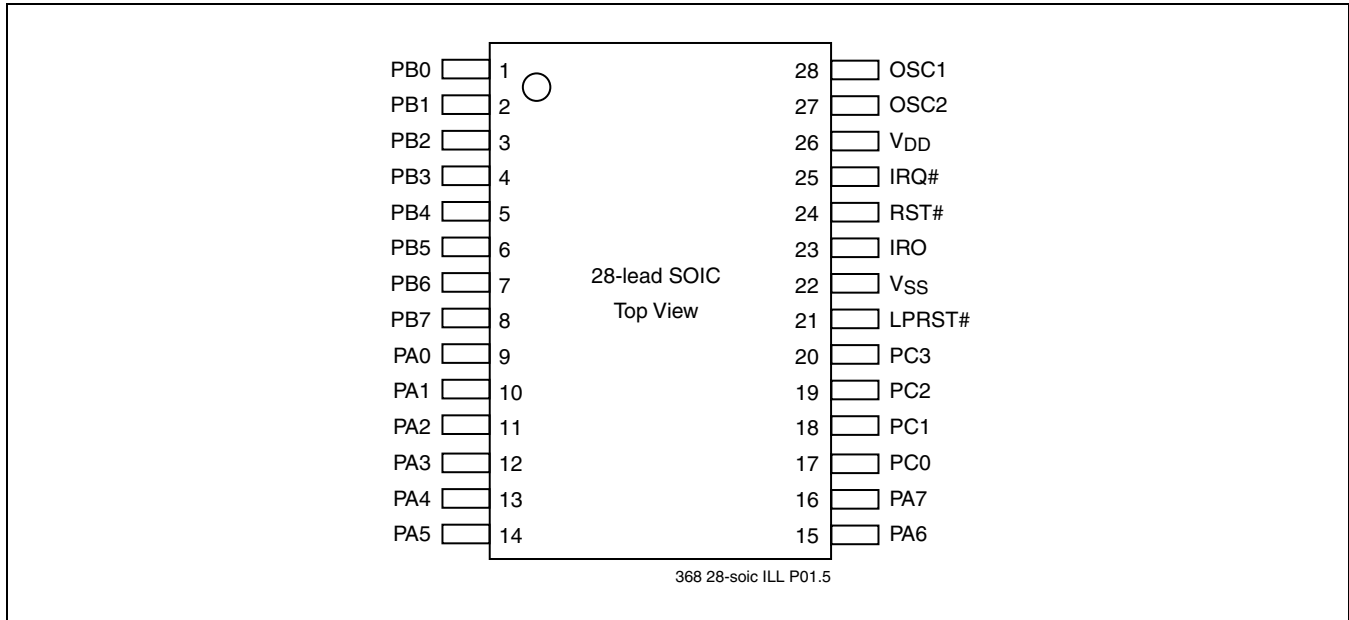 PB0 1 28 OSC1
PB1 2 27 OSC2
PB2 3 26 VDD
PB3 4 25 IRQ#
PB4 5 24 RST#
PB5 6 23 IRO
PB6 7 28-lead SOIC 22 VSS
PB7 8 Top View 21 LPRST#
PA0 9 20 PC3
PA1 10 19 PC2
PA2 11 18 PC1
PA3 12 17 PC0
PA4 13 16 PA7
PA5 14 15 PA6
368 28-soic ILL P01.5